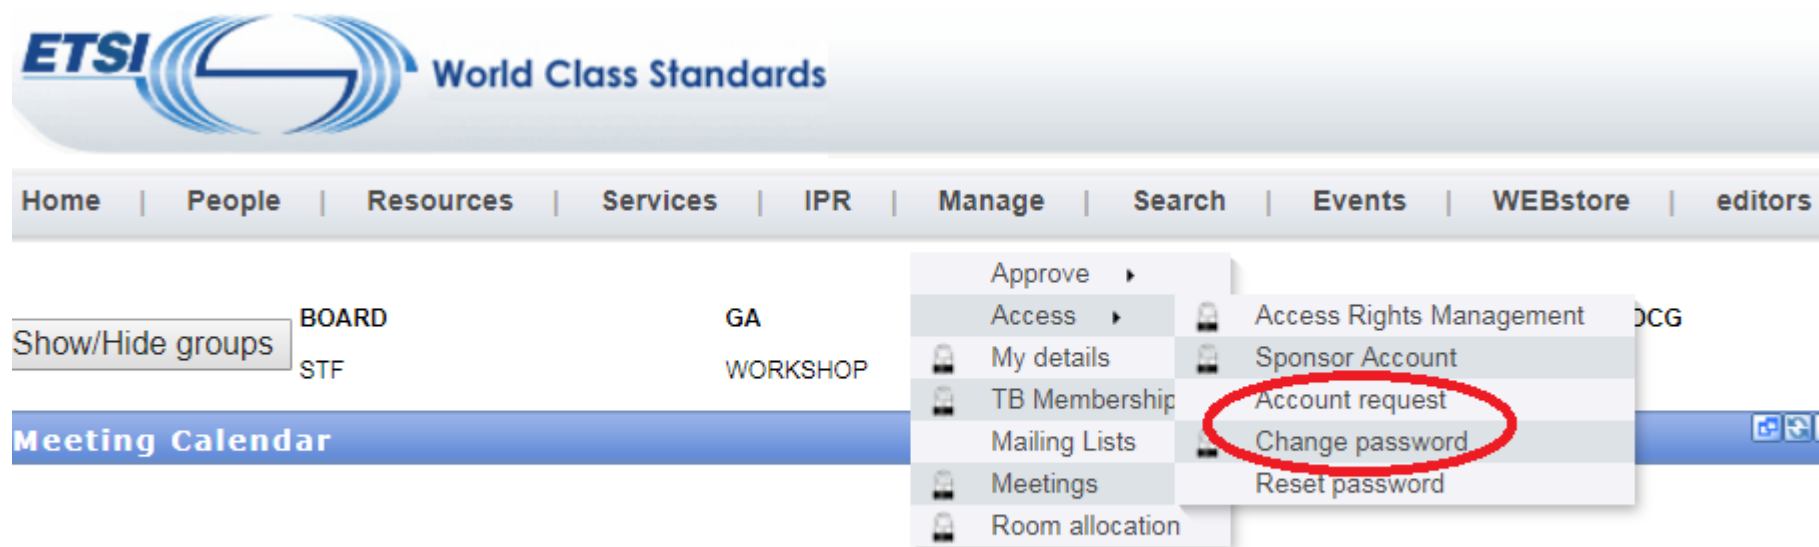 ETSI
World Class Standards
Home | People | Resources | Services | IPR | Manage | Search | Events | WEBstore | editors
Approve
BOARD GA Access Access Rights Management
Show/Hide groups
My details Sponsor Account
STF WORKSHOP
TB Membership Account request
Meeting Calendar Mailing Lists Change password
Meetings Reset password
Room allocation